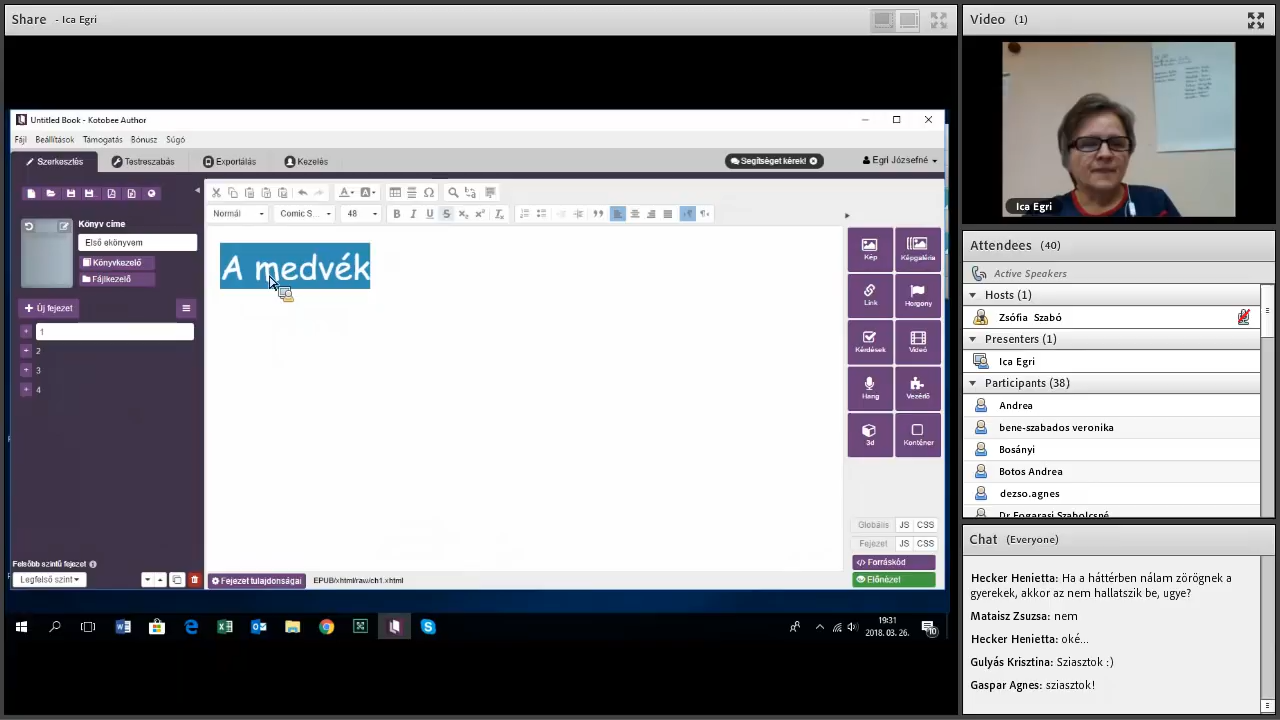 Share - Ica Egri
Untitled Book - Kotobee Author
Fájl Beállítások Támogatás Bónusz Súgó
Szerkesztés Testreszabás Exportálás Kezelés Segítséget kérek! Egri Józsefné
Könyv címe
Első ekönyvem
Könyvkezelő
Fájlkezelő
Új fejezet
1
2
3
4
Felsőbb szintű fejezet
Legfelső szint
Normál Comic S... 48
A medvék
Kép Képgaléria
Link Horgony
Kérdések Videó
Hang Vezérlő
3d Konténer
Globális JS CSS
Fejezet JS CSS
Forráskód
Előnézet
Fejezet tulajdonságai EPUB/xhtml/raw/ch1.xhtml
19:31
2018. 03. 26.
10
Video (1)
Ica Egri
Attendees (40)
Active Speakers
Hosts (1)
Zsófia Szabó
Presenters (1)
Ica Egri
Participants (38)
Andrea
bene-szabados veronika
Bosányi
Botos Andrea
dezso.agnes
Dr Fogarasi Szabolcsné
Chat (Everyone)
Hecker Henietta: Ha a háttérben nálam zörögnek a
gyerekek, akkor az nem hallatszik be, ugye?
Mataisz Zsuzsa: nem
Hecker Henietta: oké...
Gulyás Krisztina: Sziasztok :)
Gaspar Agnes: sziasztok!